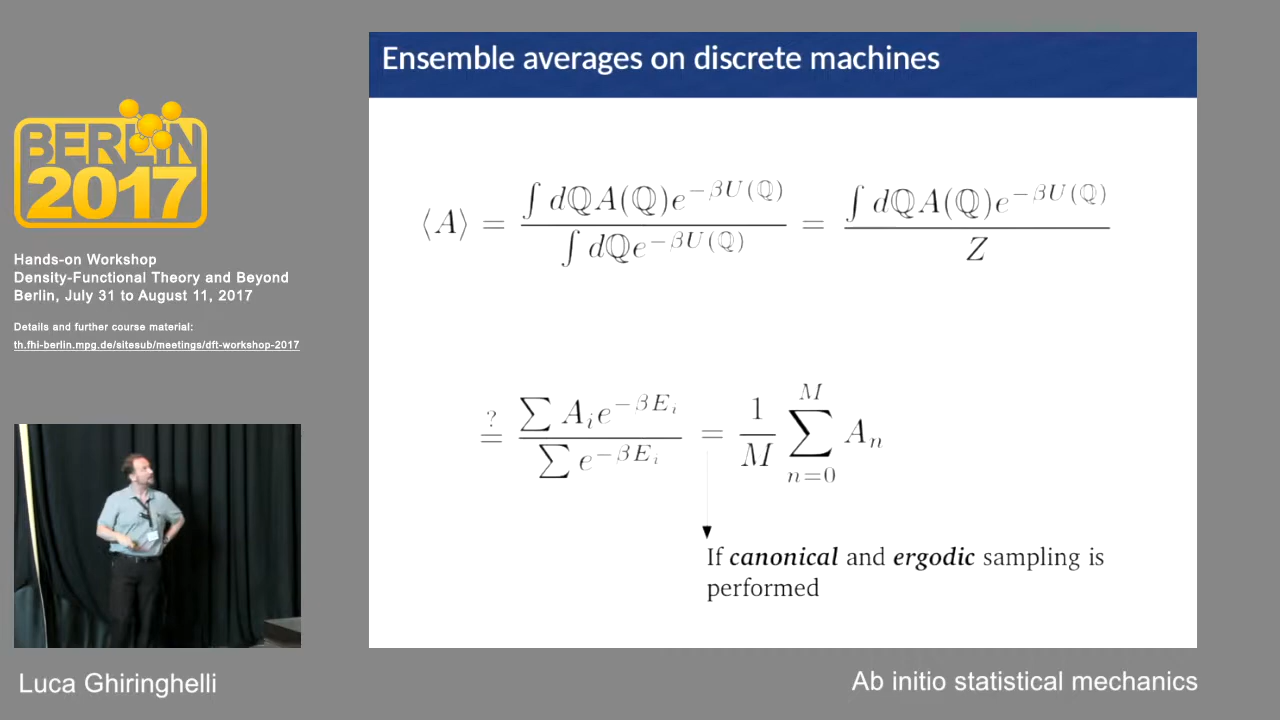 Ensemble averages on discrete machines
BERLIN
2017
Hands-on Workshop
Density-Functional Theory and Beyond
Berlin, July 31 to August 11, 2017
Details and further course material:
th.fhi-berlin.mpg.de/sitesub/meetings/dft-workshop-2017
⟨A⟩ = ∫ dℚA(ℚ)e^{−βU(ℚ)} / ∫ dℚe^{−βU(ℚ)} = ∫ dℚA(ℚ)e^{−βU(ℚ)} / Z
≟ ∑ A_i e^{−βE_i} / ∑ e^{−βE_i} = 1/M ∑_{n=0}^{M} A_n
If canonical and ergodic sampling is
performed
Luca Ghiringhelli
Ab initio statistical mechanics